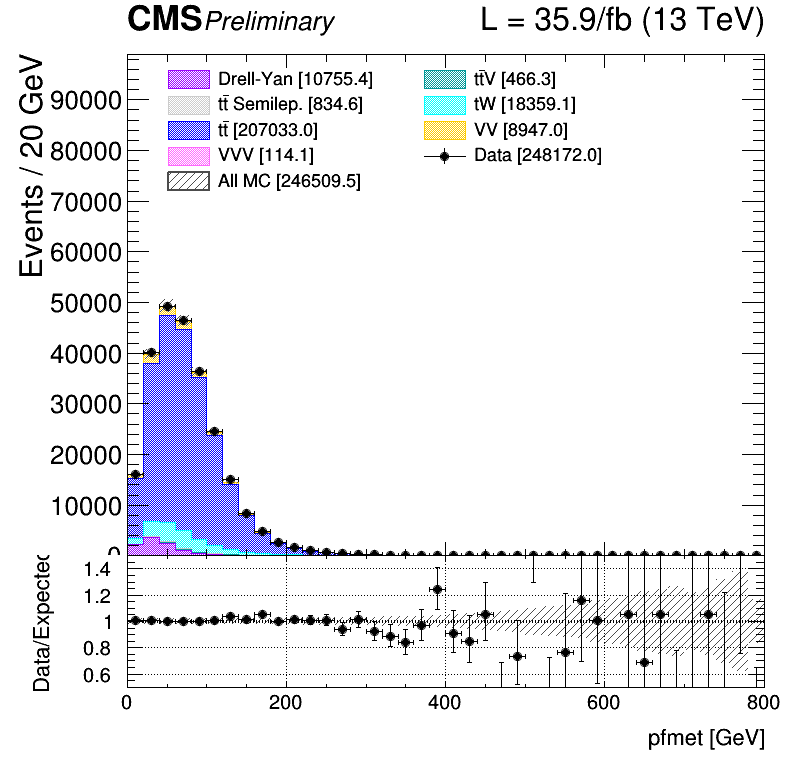 CMS Preliminary L = 35.9/fb (13 TeV)
Events / 20 GeV
Drell-Yan [10755.4]
tt̄ Semilep. [834.6]
tt̄ [207033.0]
VVV [114.1]
All MC [246509.5]
tt̄V [466.3]
tW [18359.1]
VV [8947.0]
Data [248172.0]
90000
80000
70000
60000
50000
40000
30000
20000
10000
0
Data/Expected
1.4
1.2
1
0.8
0.6
0 200 400 600 800
pfmet [GeV]